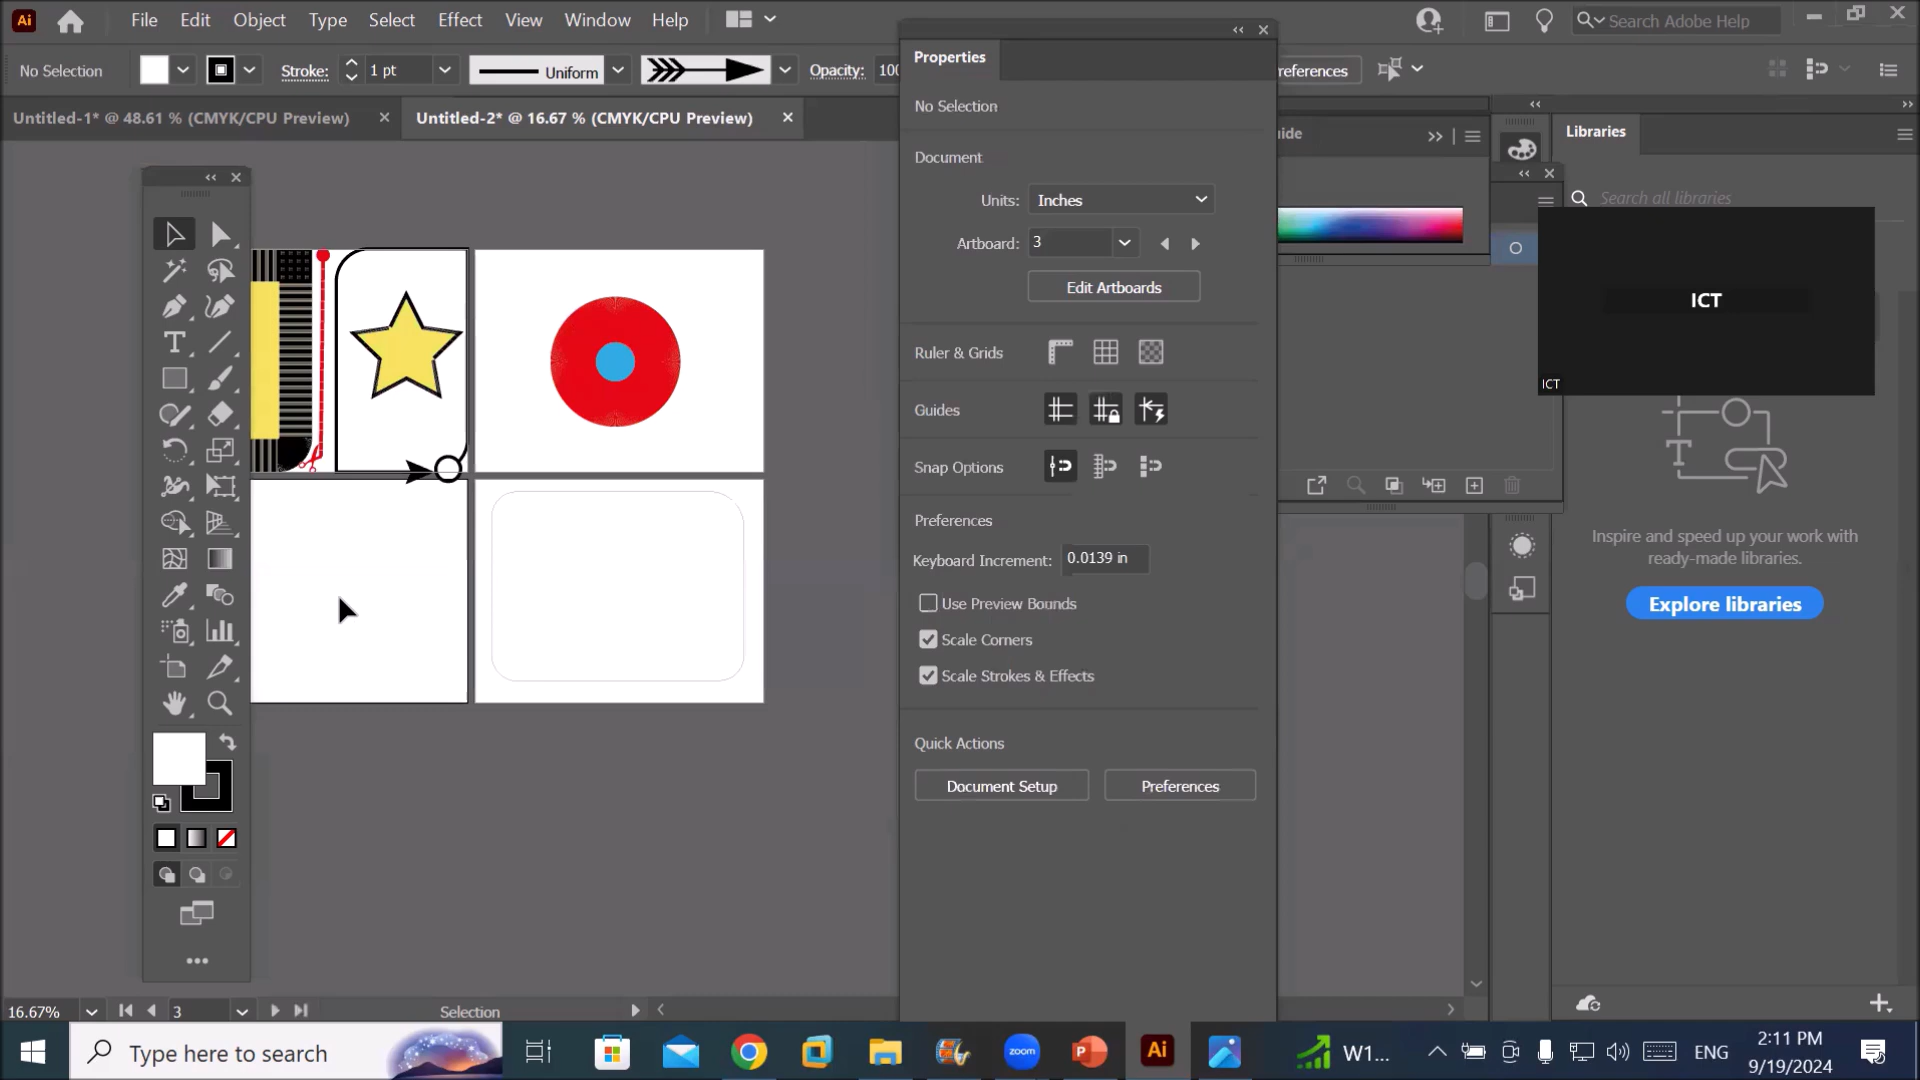 Ai File Edit Object Type Select Effect View Window Help Search Adobe Help
No Selection Stroke: 1 pt Uniform Opacity: 100 references
Untitled-1* @ 48.61 % (CMYK/CPU Preview) Untitled-2* @ 16.67 % (CMYK/CPU Preview)
Properties
No Selection
Document
Units: Inches
Artboard: 3
Edit Artboards
Ruler & Grids
Guides
Snap Options
Preferences
Keyboard Increment: 0.0139 in
Use Preview Bounds
Scale Corners
Scale Strokes & Effects
Quick Actions
Document Setup Preferences
uide
Libraries
Search all libraries
ICT
ICT
Inspire and speed up your work with
ready-made libraries.
Explore libraries
16.67% 3 Selection
Type here to search zoom Ai W1... ENG
2:11 PM
9/19/2024